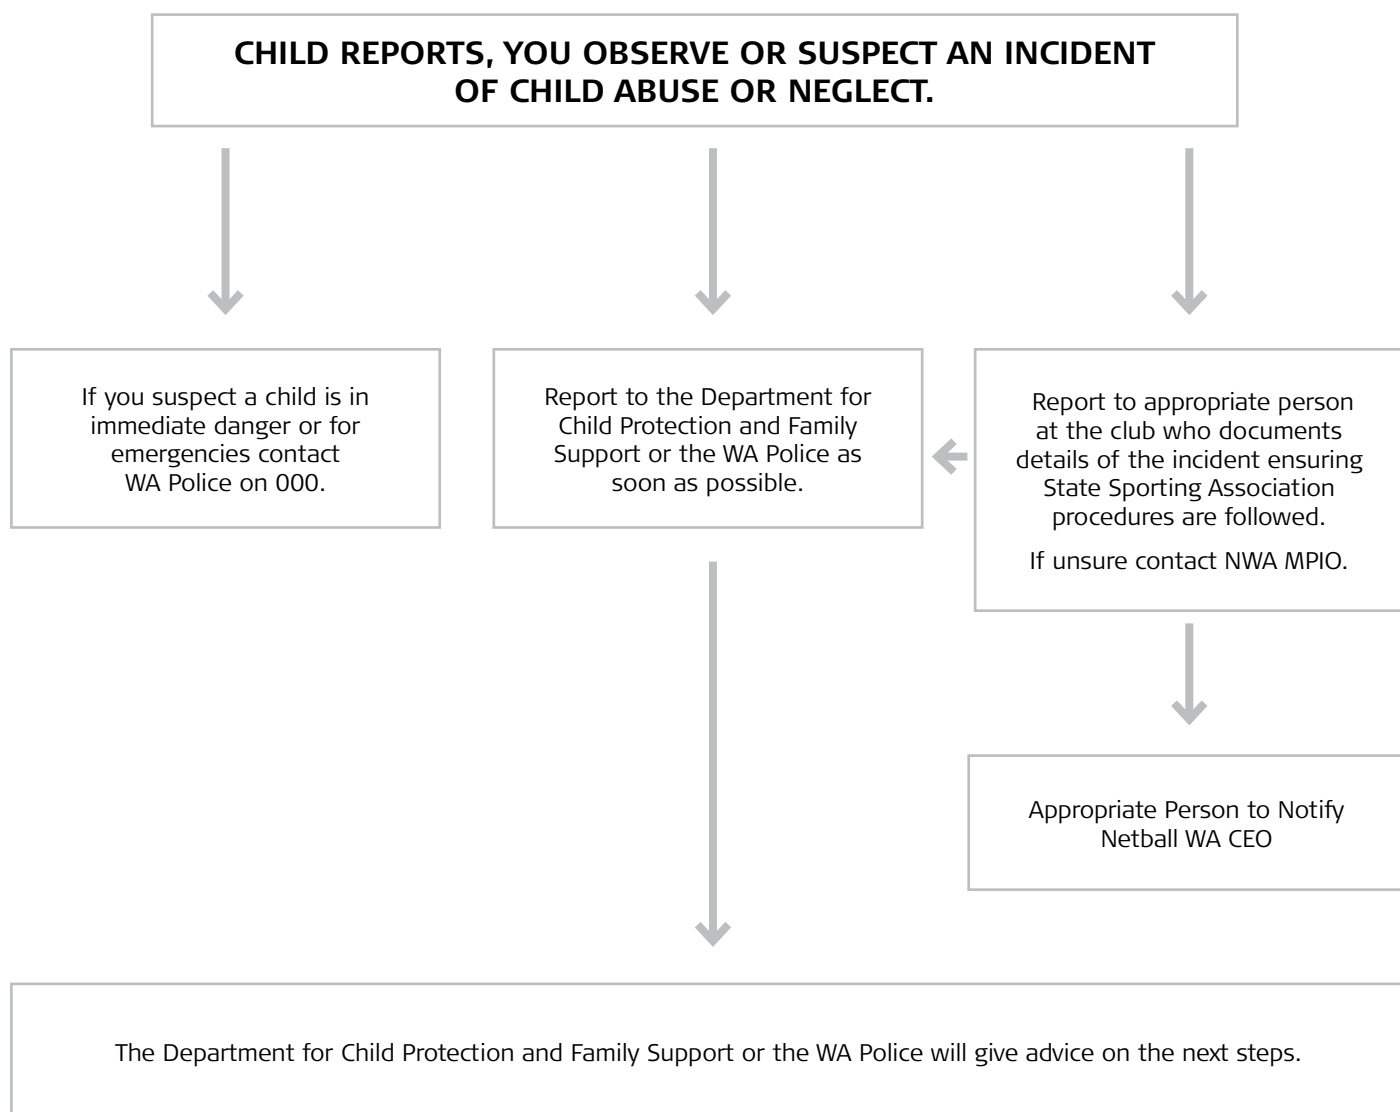 CHILD REPORTS, YOU OBSERVE OR SUSPECT AN INCIDENT
OF CHILD ABUSE OR NEGLECT.
If you suspect a child is in
immediate danger or for
emergencies contact
WA Police on 000.
Report to the Department for
Child Protection and Family
Support or the WA Police as
soon as possible.
Report to appropriate person
at the club who documents
details of the incident ensuring
State Sporting Association
procedures are followed.
If unsure contact NWA MPIO.
Appropriate Person to Notify
Netball WA CEO
The Department for Child Protection and Family Support or the WA Police will give advice on the next steps.